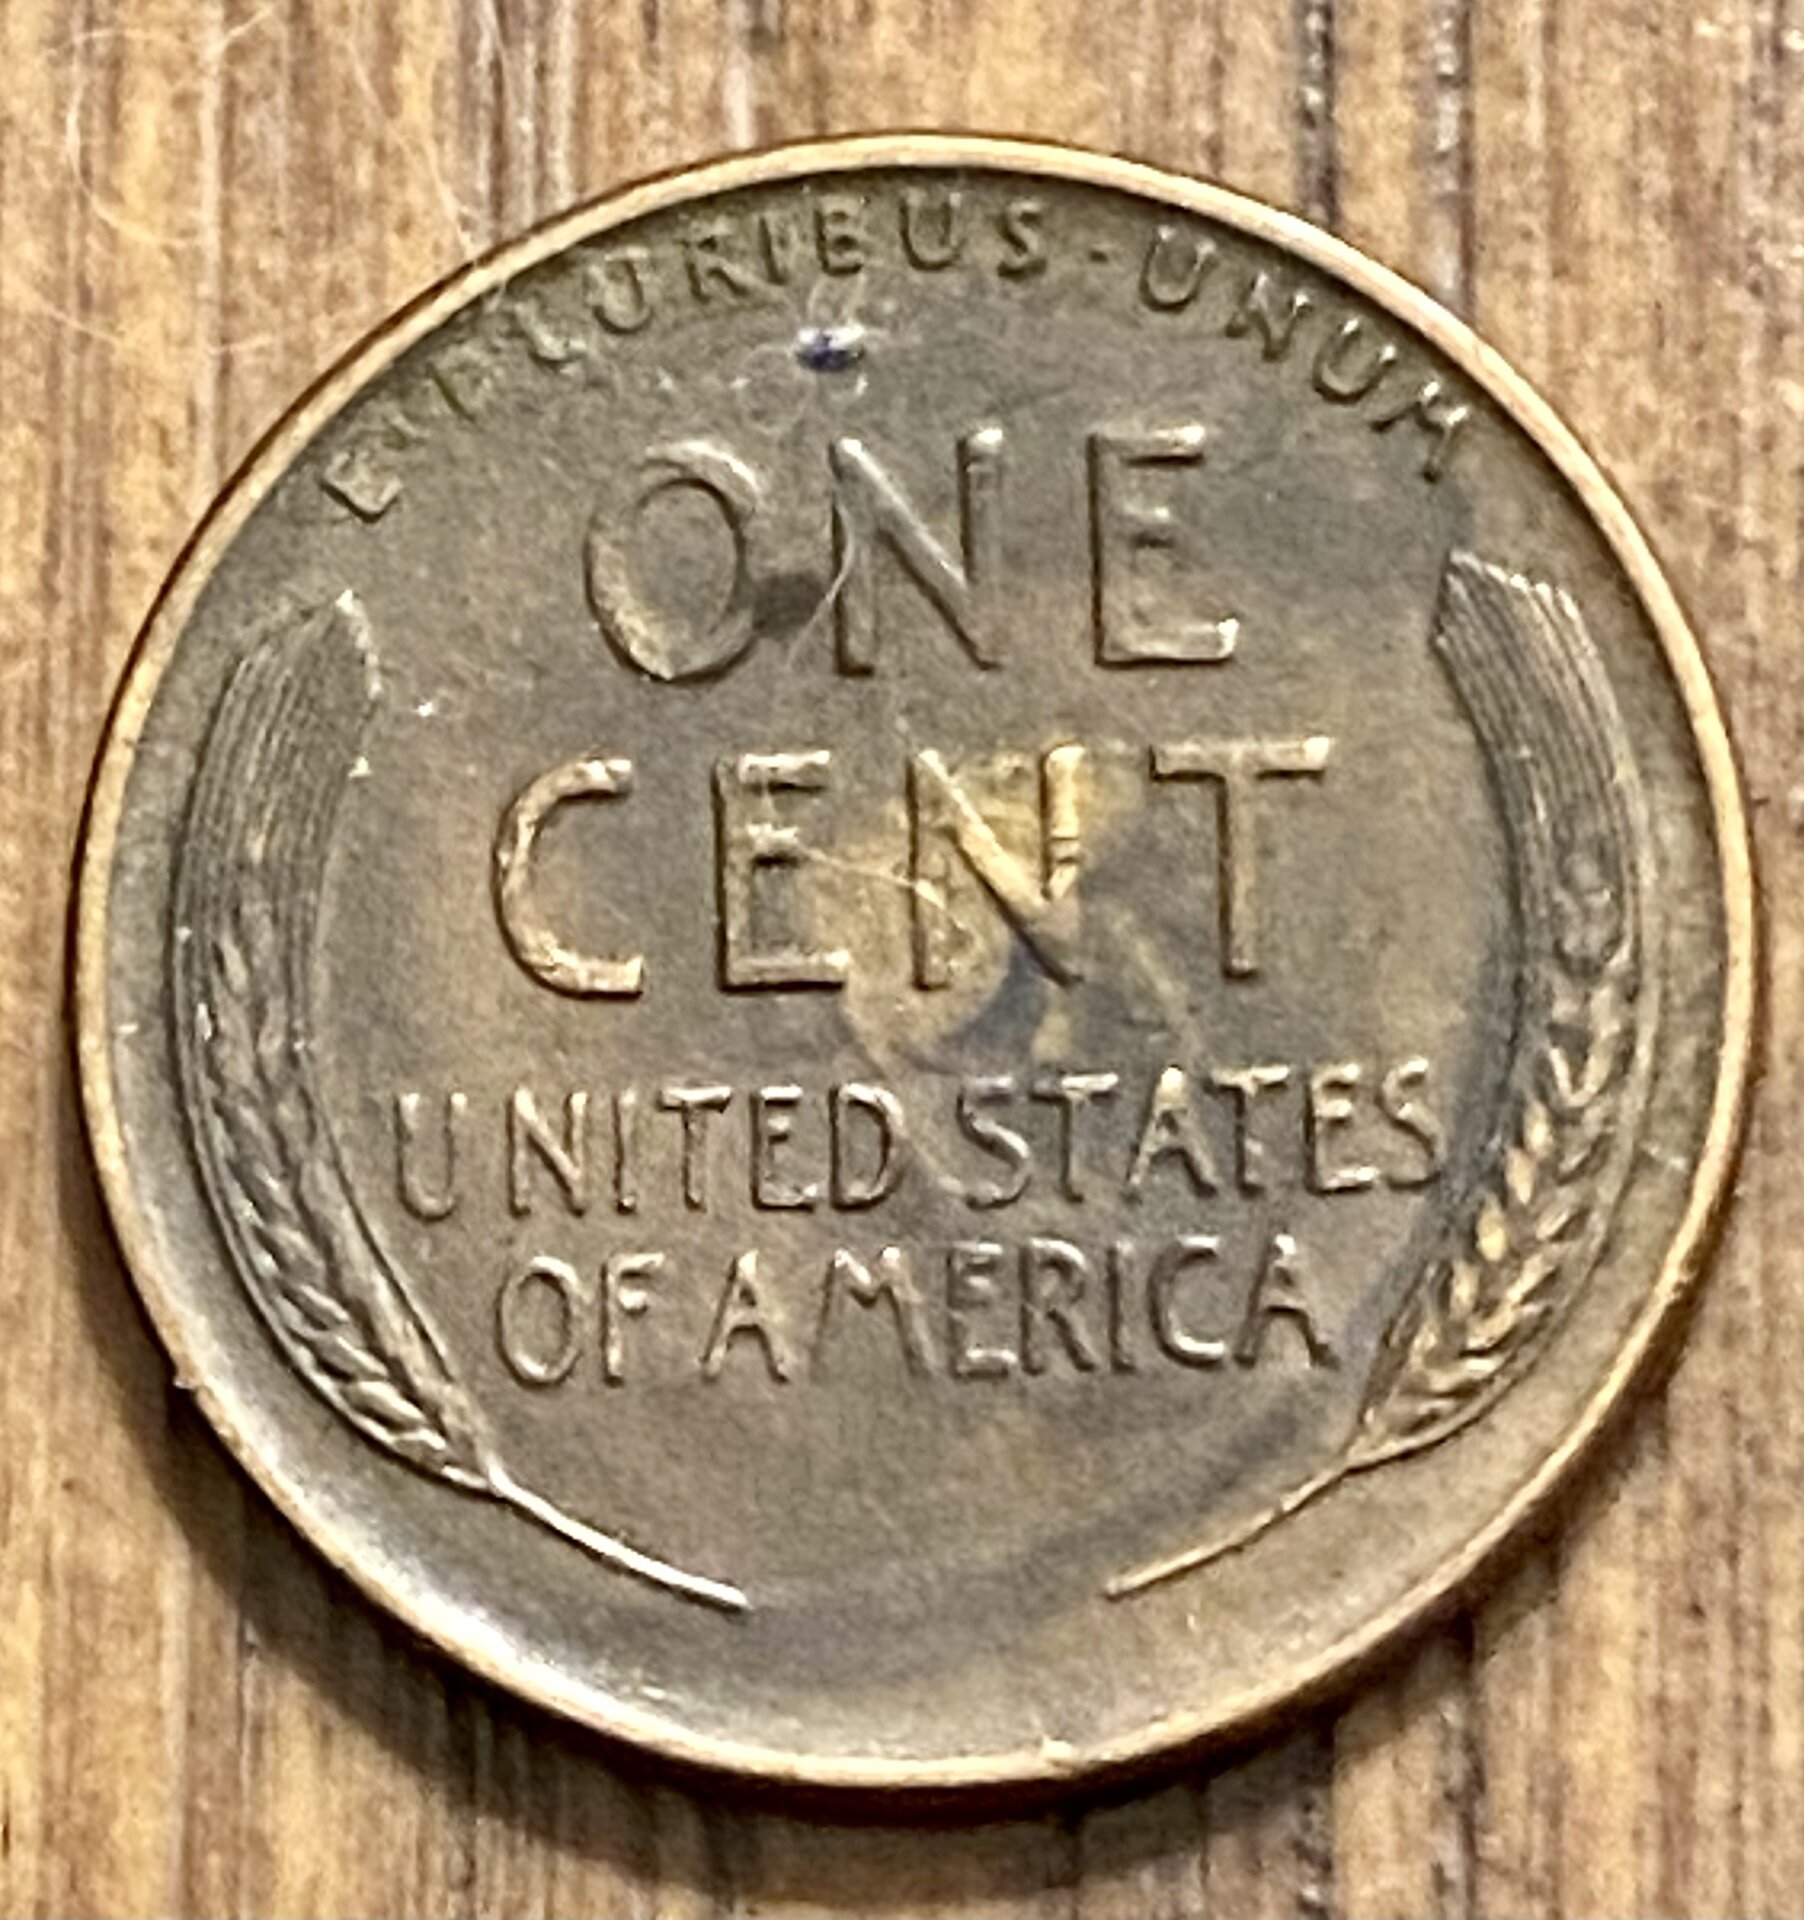 E·PLURIBUS·UNUM
ONE
CENT
UNITED STATES
OF AMERICA